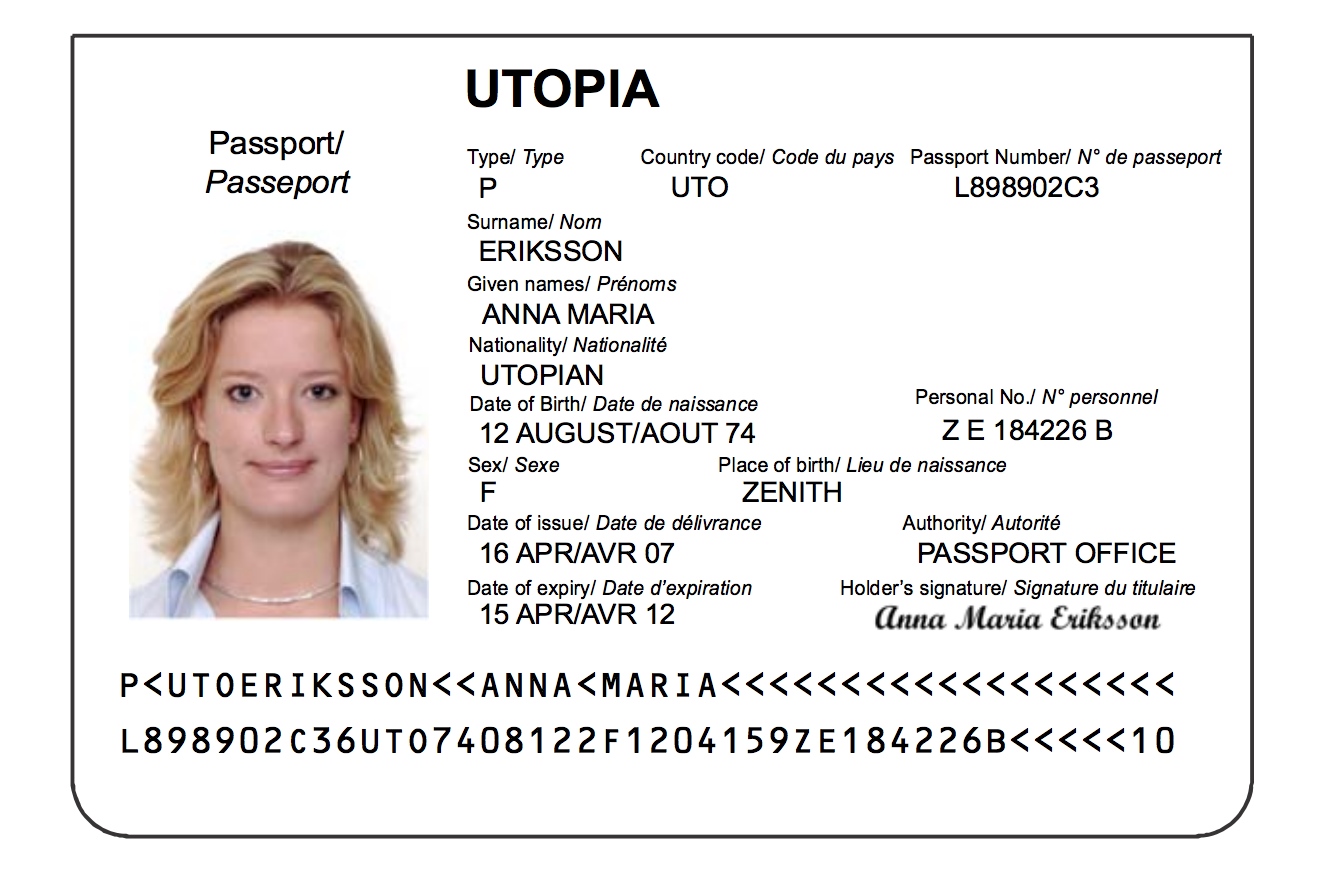 UTOPIA
Passport/
Passeport
Type/ Type Country code/ Code du pays Passport Number/ N° de passeport
P UTO L898902C3
Surname/ Nom
ERIKSSON
Given names/ Prénoms
ANNA MARIA
Nationality/ Nationalité
UTOPIAN
Date of Birth/ Date de naissance Personal No./ N° personnel
12 AUGUST/AOUT 74 Z E 184226 B
Sex/ Sexe Place of birth/ Lieu de naissance
F ZENITH
Date of issue/ Date de délivrance Authority/ Autorité
16 APR/AVR 07 PASSPORT OFFICE
Date of expiry/ Date d'expiration Holder's signature/ Signature du titulaire
15 APR/AVR 12 Anna Maria Eriksson
P<UTOERIKSSON<<ANNA<MARIA<<<<<<<<<<<<<<<<<<<
L898902C36UTO7408122F1204159ZE184226B<<<<<10